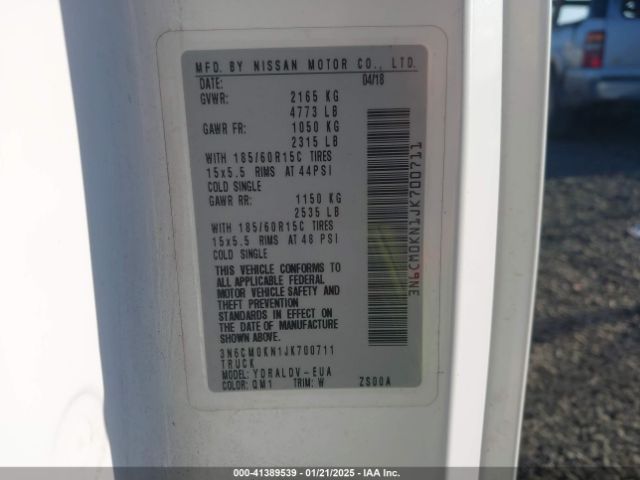 MFD. BY NISSAN MOTOR CO., LTD.
DATE: 04/18
GVWR: 2165 KG
4773 LB
GAWR FR: 1050 KG
2315 LB
WITH 185/60R15C TIRES
15x5.5 RIMS AT 44PSI
COLD SINGLE
GAWR RR: 1150 KG
2535 LB
WITH 185/60R15C TIRES
15x5.5 RIMS AT 48 PSI
COLD SINGLE
THIS VEHICLE CONFORMS TO
ALL APPLICABLE FEDERAL
MOTOR VEHICLE SAFETY AND
THEFT PREVENTION
STANDARDS IN EFFECT ON
THE DATE OF MANUFACTURE
SHOWN ABOVE.
3N6CM0KN1JK700711
TRUCK
MODEL: YDRALDV-EUA
COLOR: QM1 TRIM: W ZS00A
3N6CM0KN1JK700711
000-41389539 / 01/21/2025 - IAA Inc.